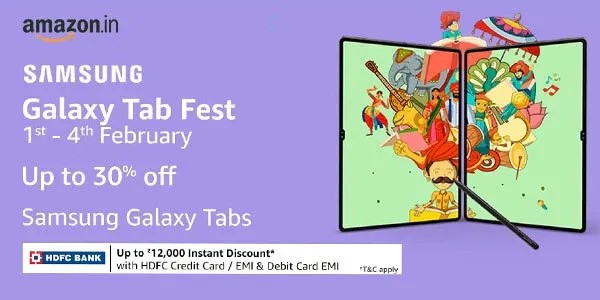 amazon.in
SAMSUNG
Galaxy Tab Fest
1st - 4th February
Up to 30% off
Samsung Galaxy Tabs
HDFC BANK
Up to ₹12,000 Instant Discount*
with HDFC Credit Card / EMI & Debit Card EMI
*T&C apply